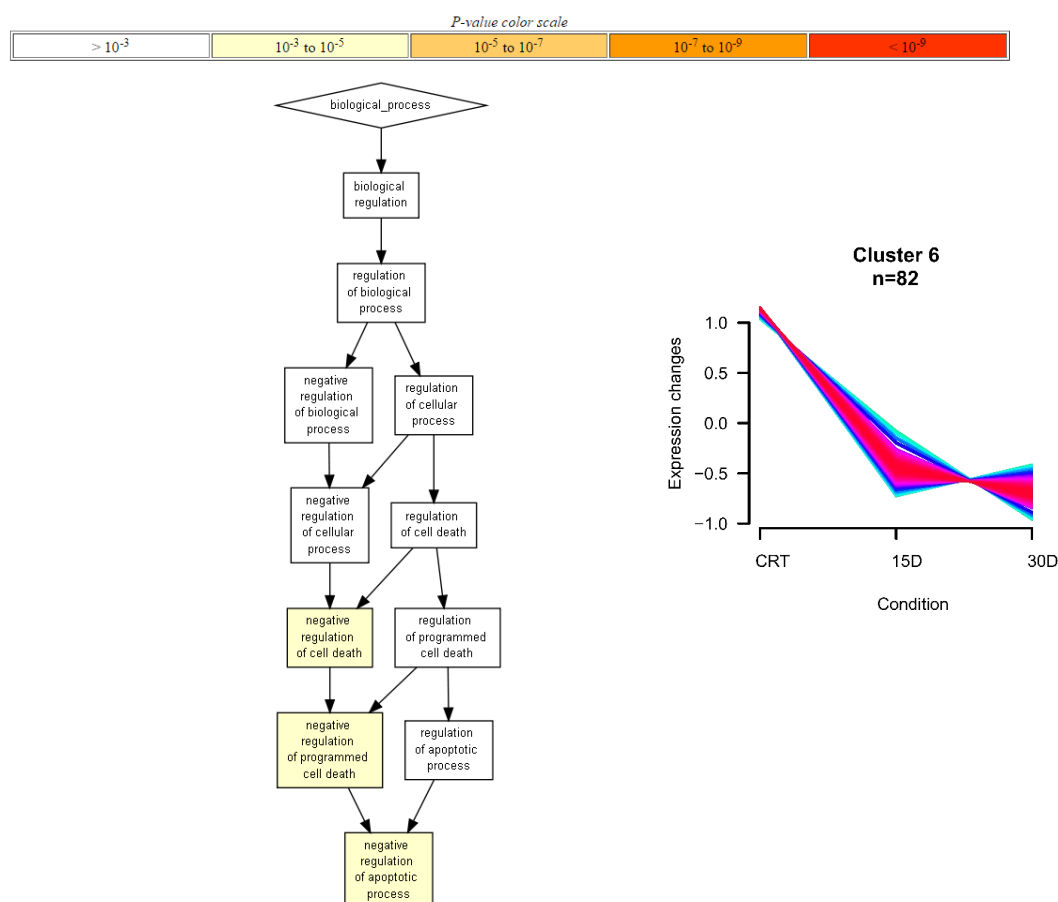 P-value color scale
> 10^-3 10^-3 to 10^-5 10^-5 to 10^-7 10^-7 to 10^-9 < 10^-9
biological_process
biological
regulation
regulation
of biological
process
negative
regulation
of biological
process
regulation
of cellular
process
negative
regulation
of cellular
process
regulation
of cell death
negative
regulation
of cell death
regulation
of programmed
cell death
negative
regulation
of programmed
cell death
regulation
of apoptotic
process
negative
regulation
of apoptotic
process
Cluster 6
n=82
Expression changes
1.0
0.5
0.0
−0.5
−1.0
CRT 15D 30D
Condition